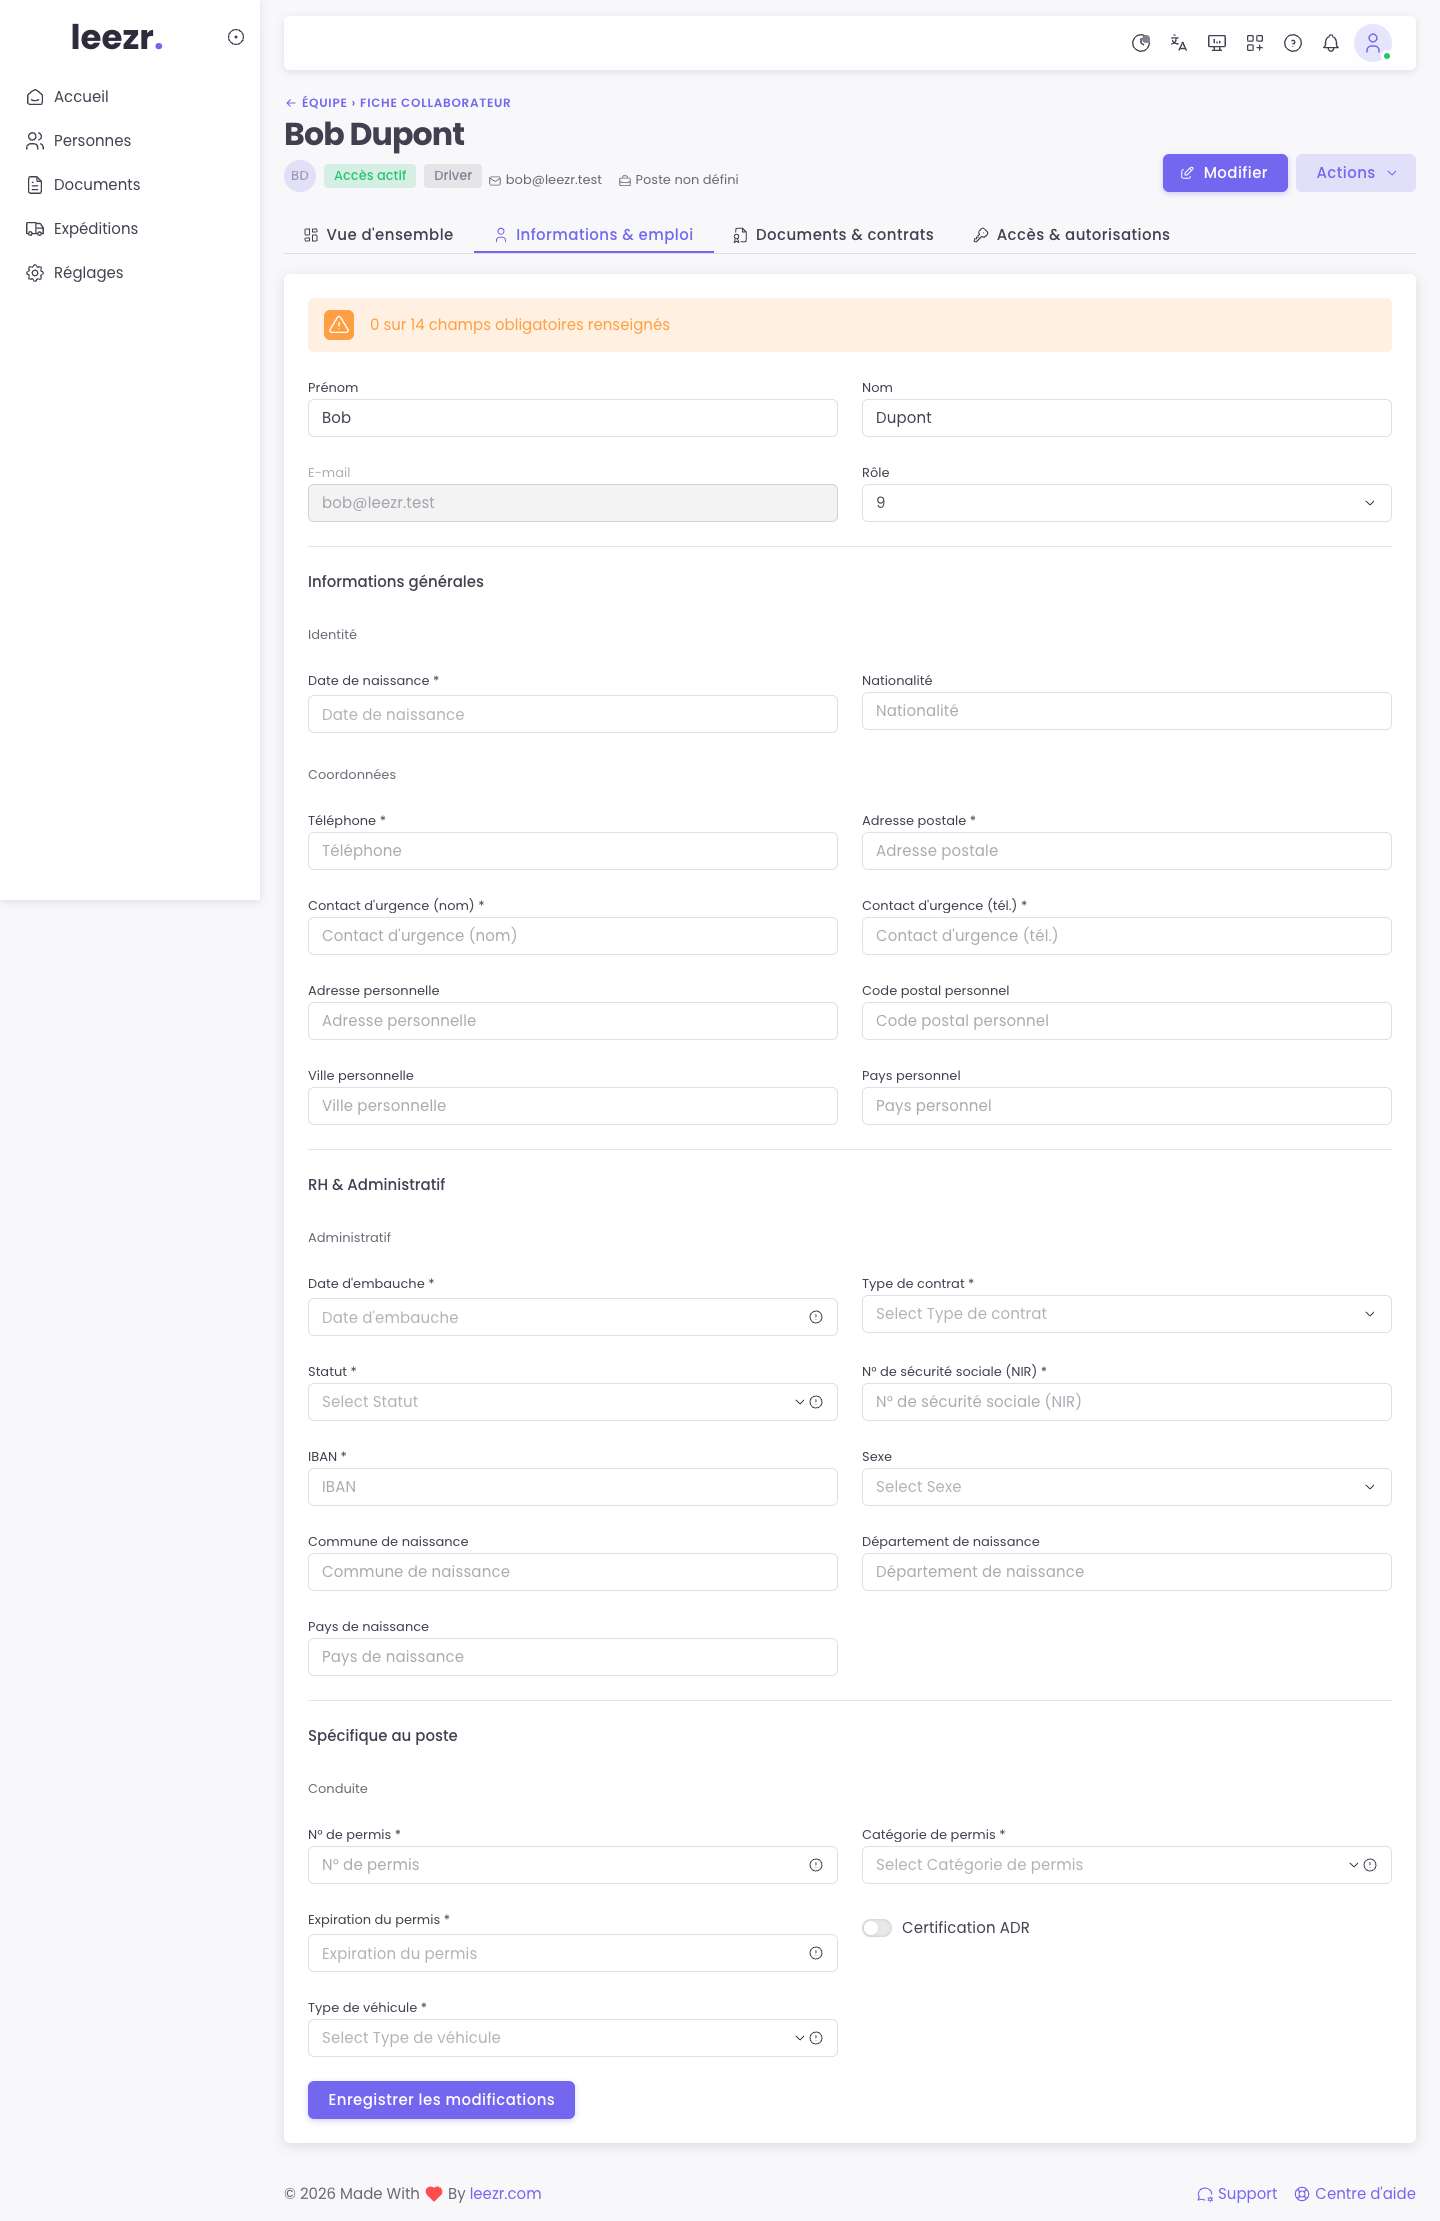 leezr.
Accueil
Personnes
Documents
Expéditions
Réglages
← ÉQUIPE › FICHE COLLABORATEUR
Bob Dupont
BD Accès actif Driver bob@leezr.test Poste non défini
Modifier Actions
Vue d'ensemble Informations & emploi Documents & contrats Accès & autorisations
0 sur 14 champs obligatoires renseignés
Prénom Nom
Bob Dupont
E-mail Rôle
bob@leezr.test 9
Informations générales
Identité
Date de naissance * Nationalité
Date de naissance Nationalité
Coordonnées
Téléphone * Adresse postale *
Téléphone Adresse postale
Contact d'urgence (nom) * Contact d'urgence (tél.) *
Contact d'urgence (nom) Contact d'urgence (tél.)
Adresse personnelle Code postal personnel
Adresse personnelle Code postal personnel
Ville personnelle Pays personnel
Ville personnelle Pays personnel
RH & Administratif
Administratif
Date d'embauche * Type de contrat *
Date d'embauche Select Type de contrat
Statut * N° de sécurité sociale (NIR) *
Select Statut N° de sécurité sociale (NIR)
IBAN * Sexe
IBAN Select Sexe
Commune de naissance Département de naissance
Commune de naissance Département de naissance
Pays de naissance
Pays de naissance
Spécifique au poste
Conduite
N° de permis * Catégorie de permis *
N° de permis Select Catégorie de permis
Expiration du permis *
Expiration du permis Certification ADR
Type de véhicule *
Select Type de véhicule
Enregistrer les modifications
© 2026 Made With By leezr.com Support Centre d'aide